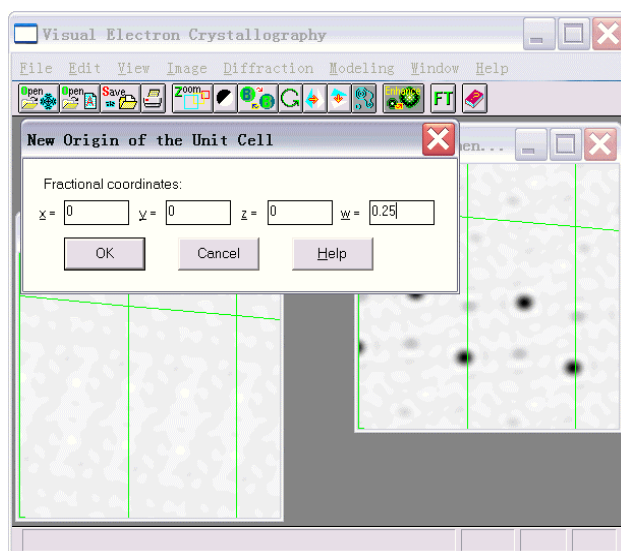 Visual Electron Crystallography
File Edit View Image Diffraction Modeling Window Help
Open Open Save Zoom Enhance FT
New Origin of the Unit Cell
en...
Fractional coordinates:
x = 0 y = 0 z = 0 w = 0.25
OK Cancel Help